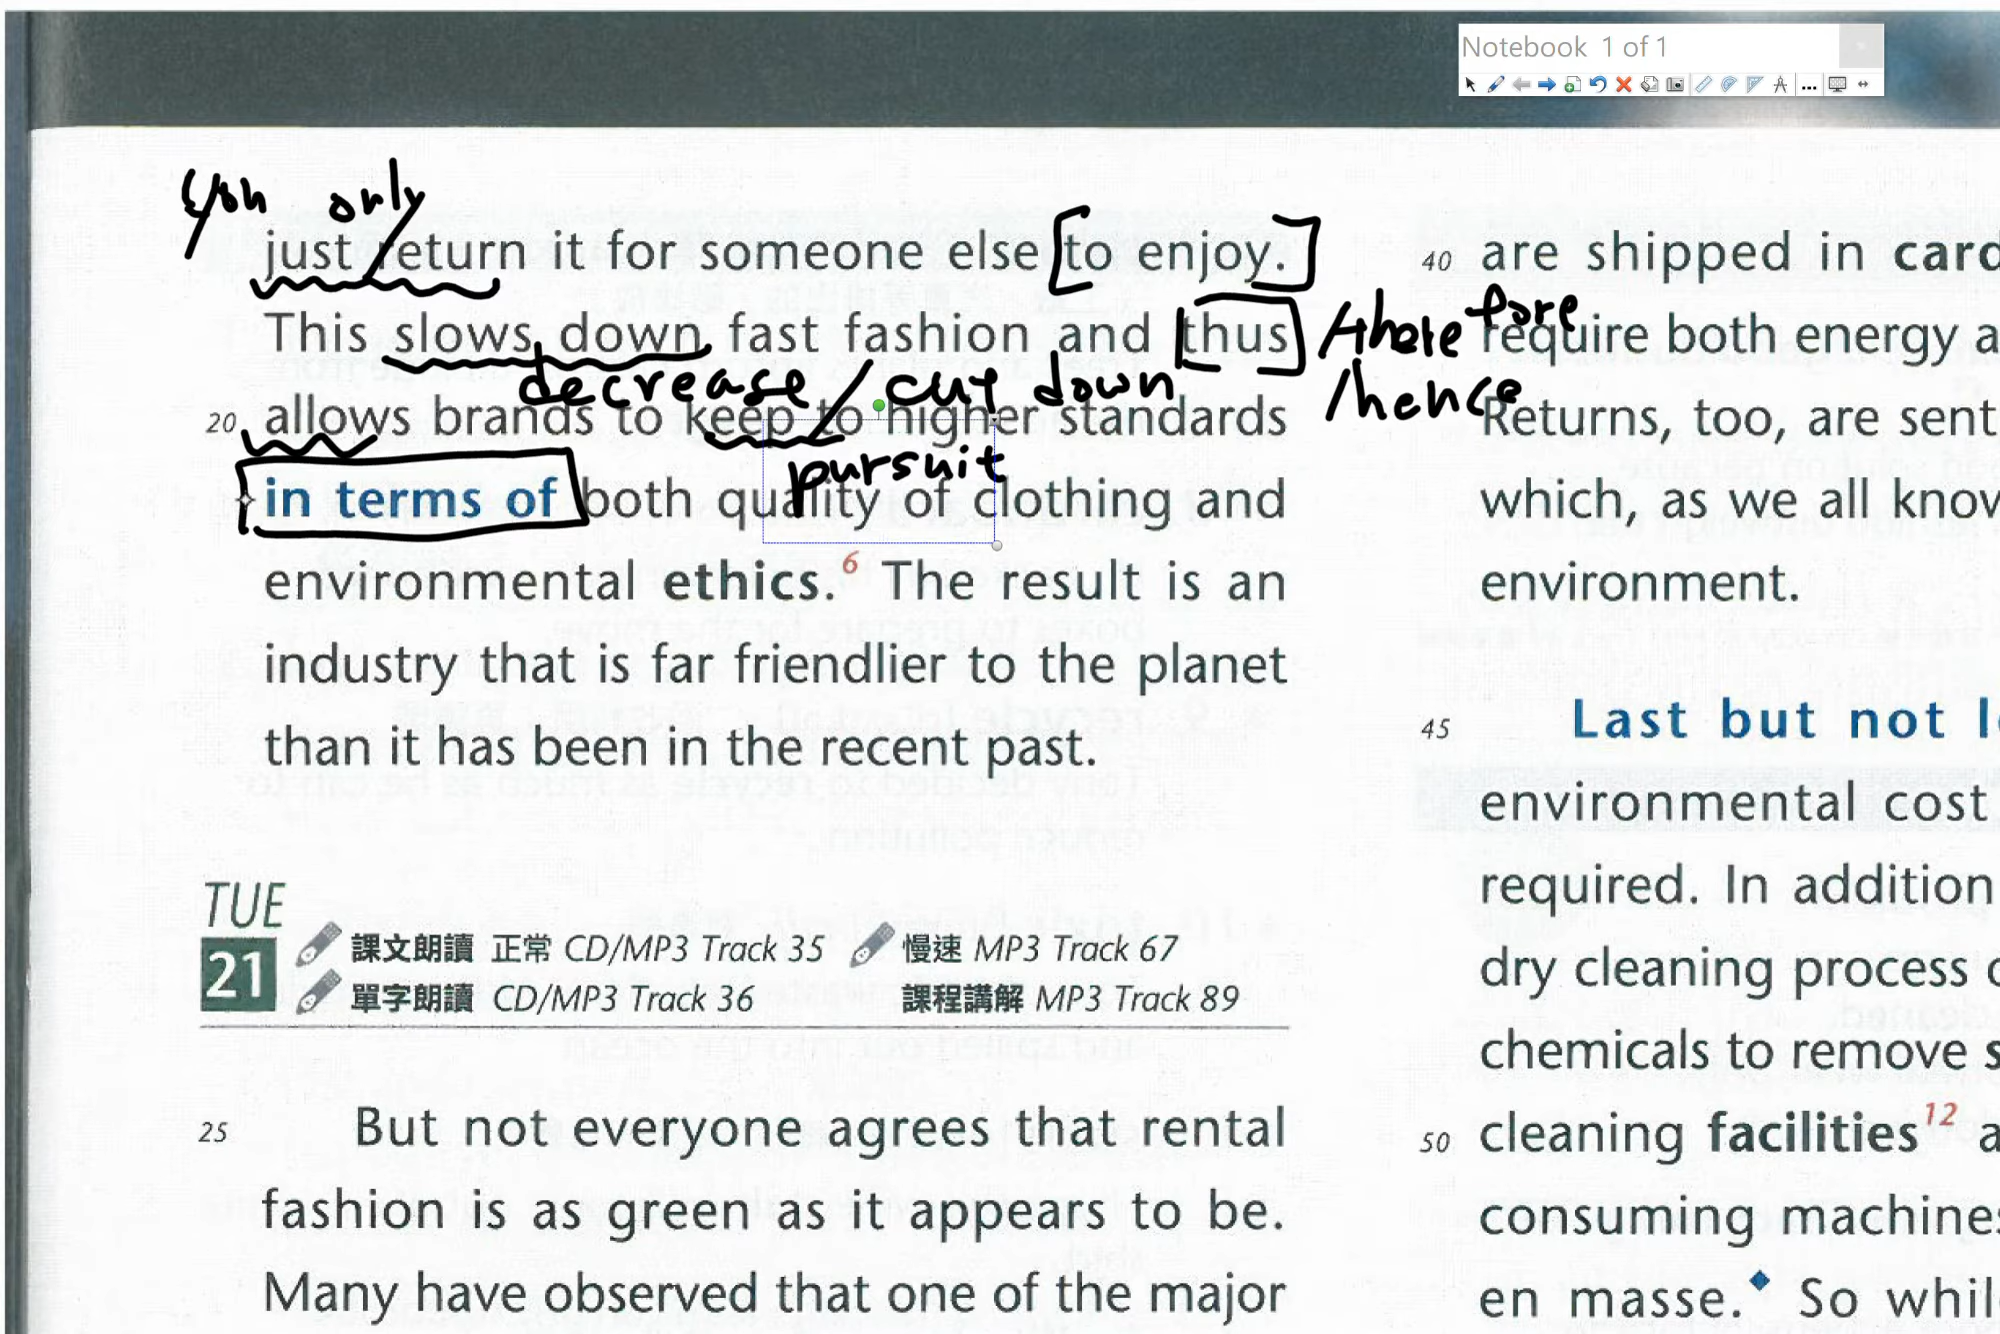 Notebook 1 of 1
you only
just return it for someone else to enjoy.
This slows down fast fashion and thus /therefore
decrease / cut down /hence
20 allows brands to keep to higher standards
pursuit
in terms of both quality of clothing and
environmental ethics.6 The result is an
industry that is far friendlier to the planet
than it has been in the recent past.
TUE
21
課文朗讀 正常 CD/MP3 Track 35 慢速 MP3 Track 67
單字朗讀 CD/MP3 Track 36 課程講解 MP3 Track 89
25 But not everyone agrees that rental
fashion is as green as it appears to be.
Many have observed that one of the major
40 are shipped in card
require both energy a
Returns, too, are sent
which, as we all know
environment.
45 Last but not l
environmental cost
required. In addition
dry cleaning process
chemicals to remove s
50 cleaning facilities12 a
consuming machines
en masse.◆ So while